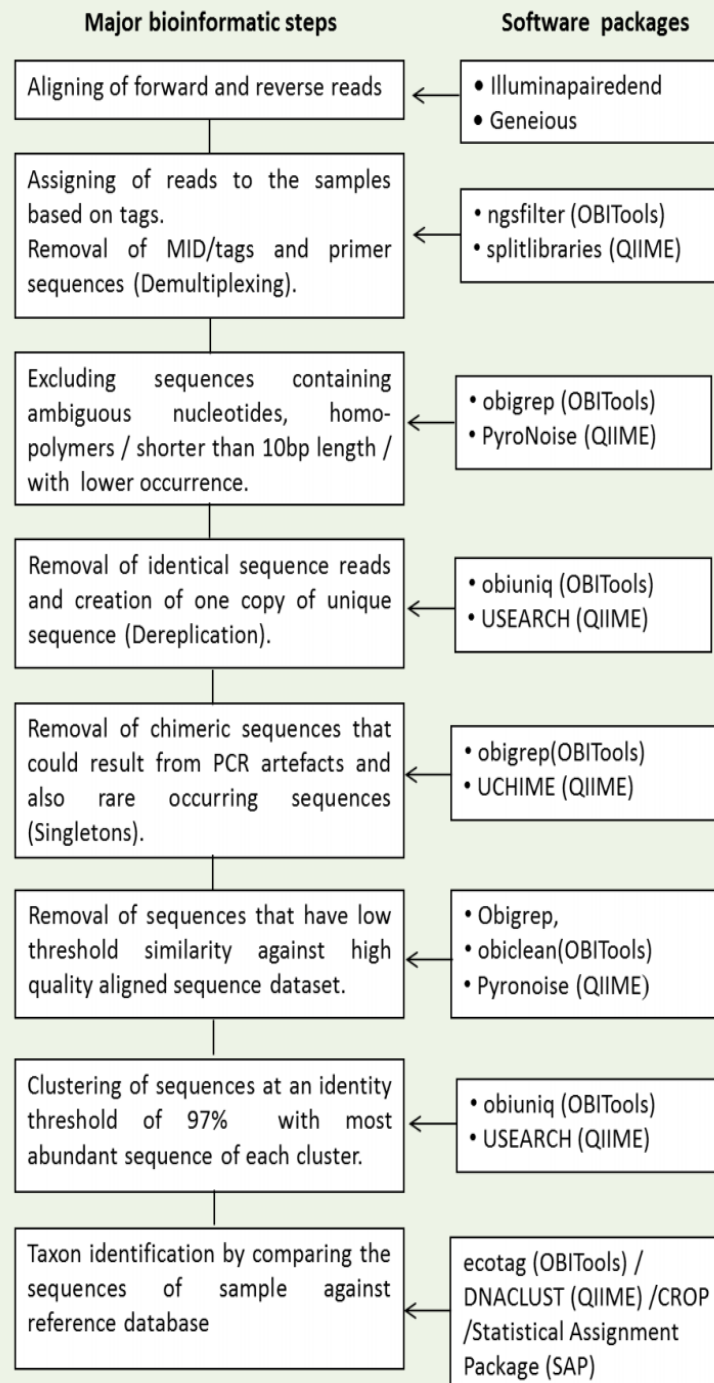 Major bioinformatic steps
Software packages
Aligning of forward and reverse reads
• Illuminapairedend
• Geneious
Assigning of reads to the samples
based on tags.
Removal of MID/tags and primer
sequences (Demultiplexing).
• ngsfilter (OBITools)
• splitlibraries (QIIME)
Excluding sequences containing
ambiguous nucleotides, homo-
polymers / shorter than 10bp length /
with lower occurrence.
• obigrep (OBITools)
• PyroNoise (QIIME)
Removal of identical sequence reads
and creation of one copy of unique
sequence (Dereplication).
• obiuniq (OBITools)
• USEARCH (QIIME)
Removal of chimeric sequences that
could result from PCR artefacts and
also rare occurring sequences
(Singletons).
• obigrep(OBITools)
• UCHIME (QIIME)
Removal of sequences that have low
threshold similarity against high
quality aligned sequence dataset.
• Obigrep,
• obiclean(OBITools)
• Pyronoise (QIIME)
Clustering of sequences at an identity
threshold of 97% with most
abundant sequence of each cluster.
• obiuniq (OBITools)
• USEARCH (QIIME)
Taxon identification by comparing the
sequences of sample against
reference database
ecotag (OBITools) /
DNACLUST (QIIME) /CROP
/Statistical Assignment
Package (SAP)